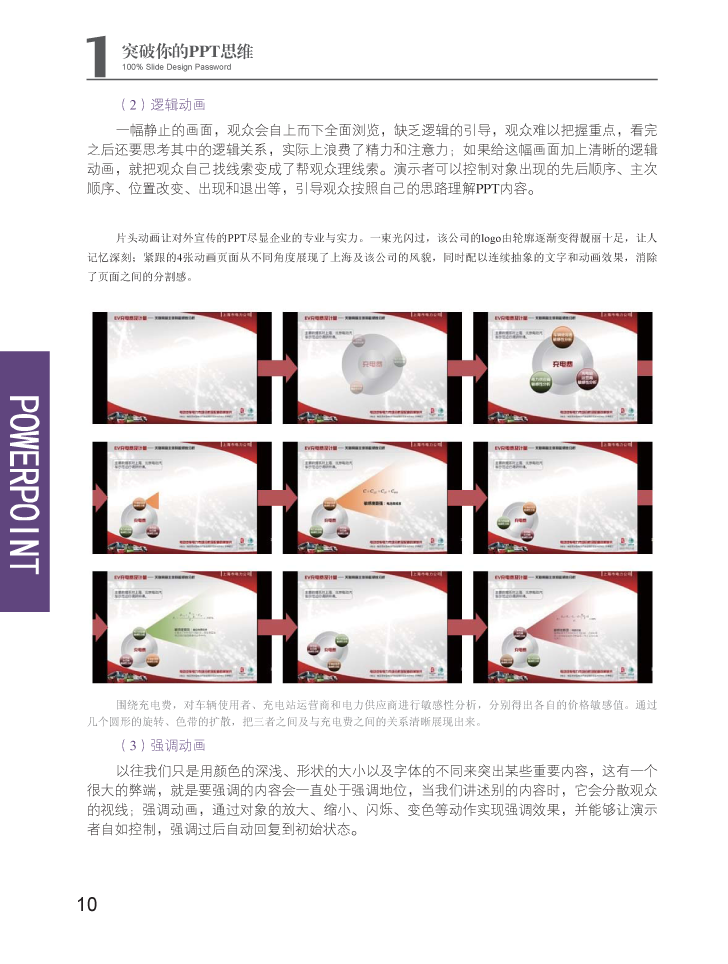 1
突破你的PPT思维
100% Slide Design Password
（2）逻辑动画
一幅静止的画面，观众会自上而下全面浏览，缺乏逻辑的引导，观众难以把握重点，看完
之后还要思考其中的逻辑关系，实际上浪费了精力和注意力；如果给这幅画面加上清晰的逻辑
动画，就把观众自己找线索变成了帮观众理线索。演示者可以控制对象出现的先后顺序、主次
顺序、位置改变、出现和退出等，引导观众按照自己的思路理解PPT内容。
片头动画让对外宣传的PPT尽显企业的专业与实力。一束光闪过，该公司的logo由轮廓逐渐变得靓丽十足，让人
记忆深刻；紧跟的4张动画页面从不同角度展现了上海及该公司的风貌，同时配以连续抽象的文字和动画效果，消除
了页面之间的分割感。
充电费
充电费
充电费
充电费
充电费
充电费
充电费
充电费
POWERPOINT
围绕充电费，对车辆使用者、充电站运营商和电力供应商进行敏感性分析，分别得出各自的价格敏感值。通过
几个圆形的旋转、色带的扩散，把三者之间及与充电费之间的关系清晰展现出来。
（3）强调动画
以往我们只是用颜色的深浅、形状的大小以及字体的不同来突出某些重要内容，这有一个
很大的弊端，就是要强调的内容会一直处于强调地位，当我们讲述别的内容时，它会分散观众
的视线；强调动画，通过对象的放大、缩小、闪烁、变色等动作实现强调效果，并能够让演示
者自如控制，强调过后自动回复到初始状态。
10